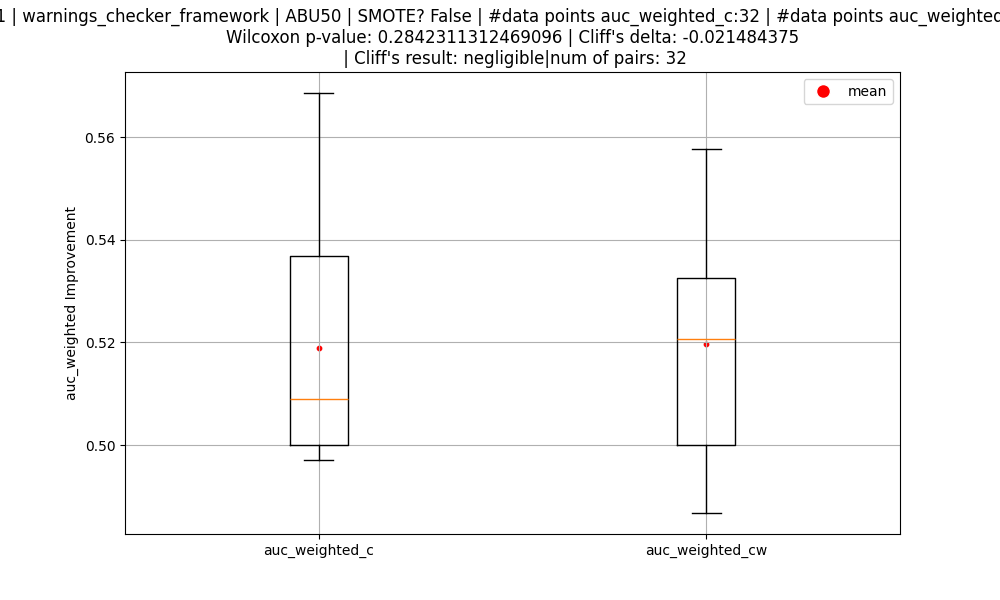 1 | warnings_checker_framework | ABU50 | SMOTE? False | #data points auc_weighted_c:32 | #data points auc_weighted
Wilcoxon p-value: 0.2842311312469096 | Cliff's delta: -0.021484375
| Cliff's result: negligible|num of pairs: 32
mean
0.56
0.54
0.52
0.50
auc_weighted Improvement
auc_weighted_c
auc_weighted_cw